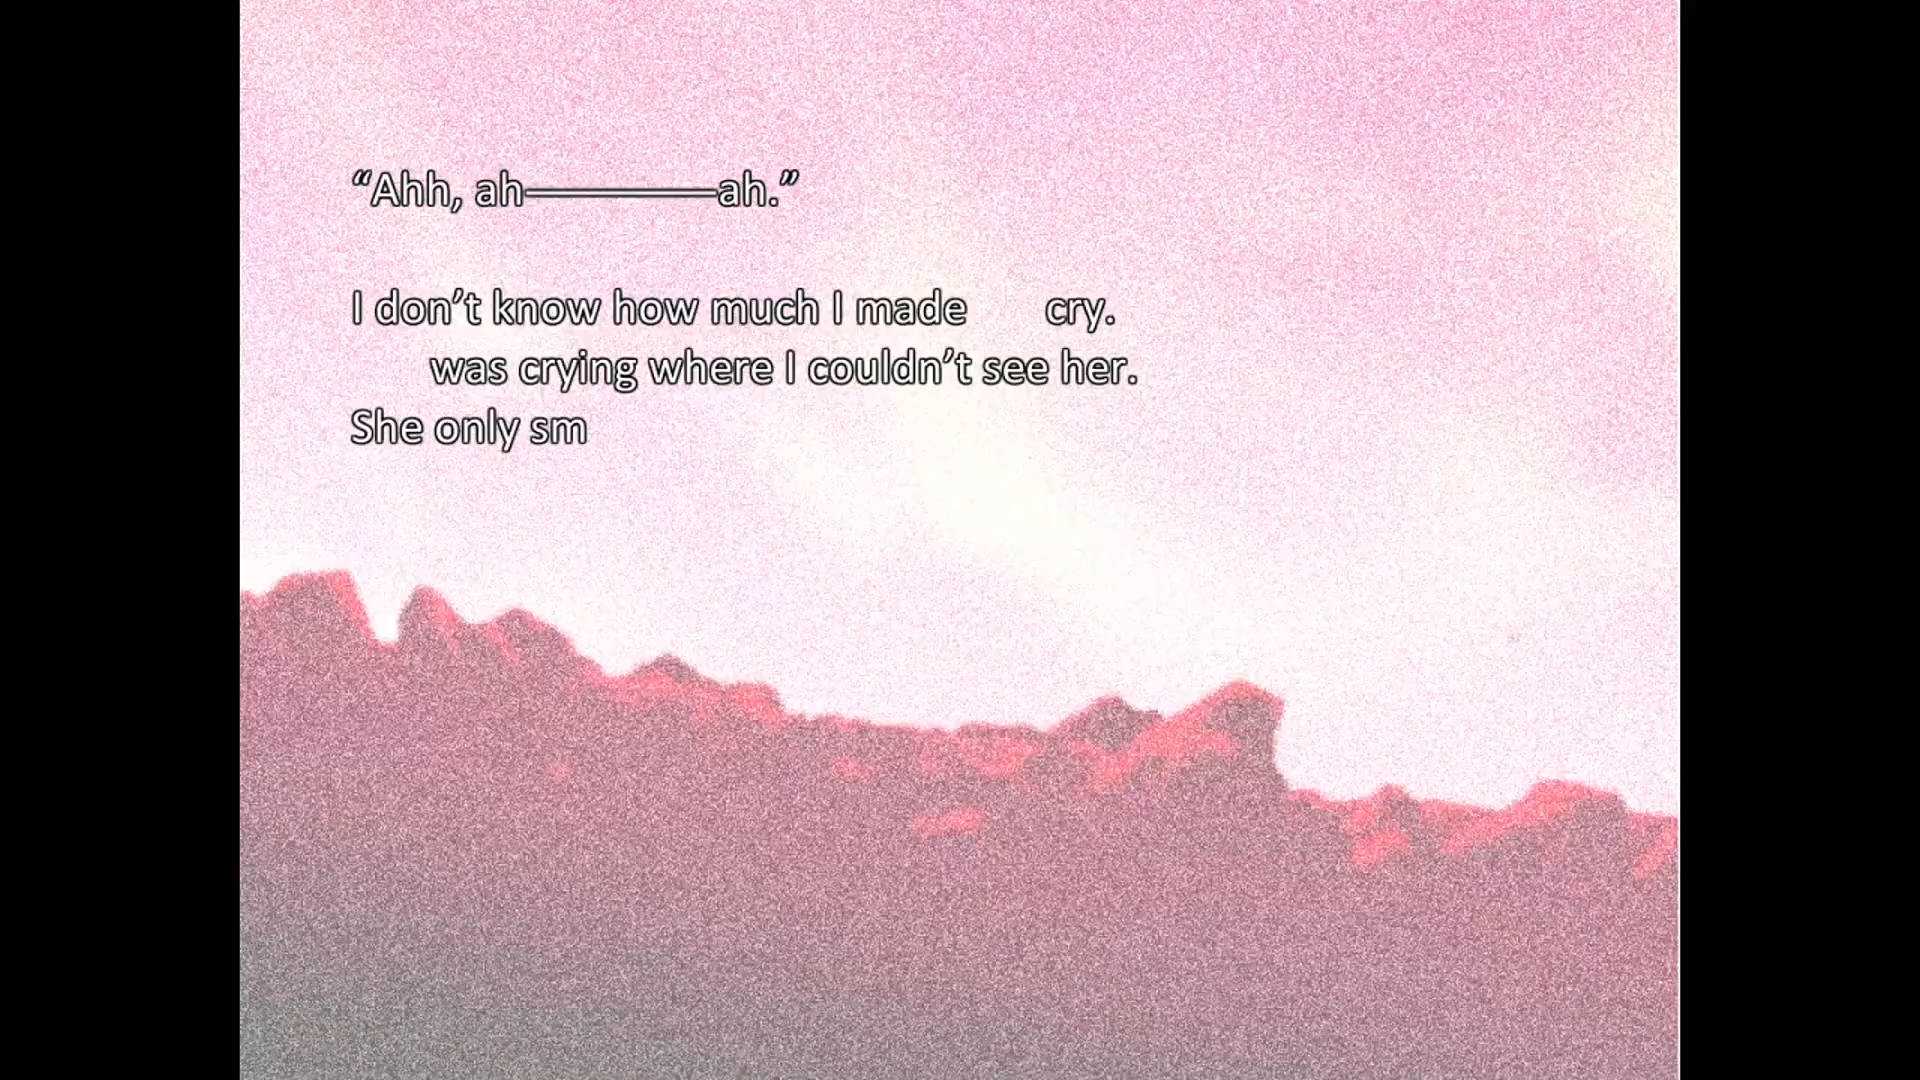 “Ahh, ah————ah.”
I don’t know how much I made cry.
was crying where I couldn’t see her.
She only sm